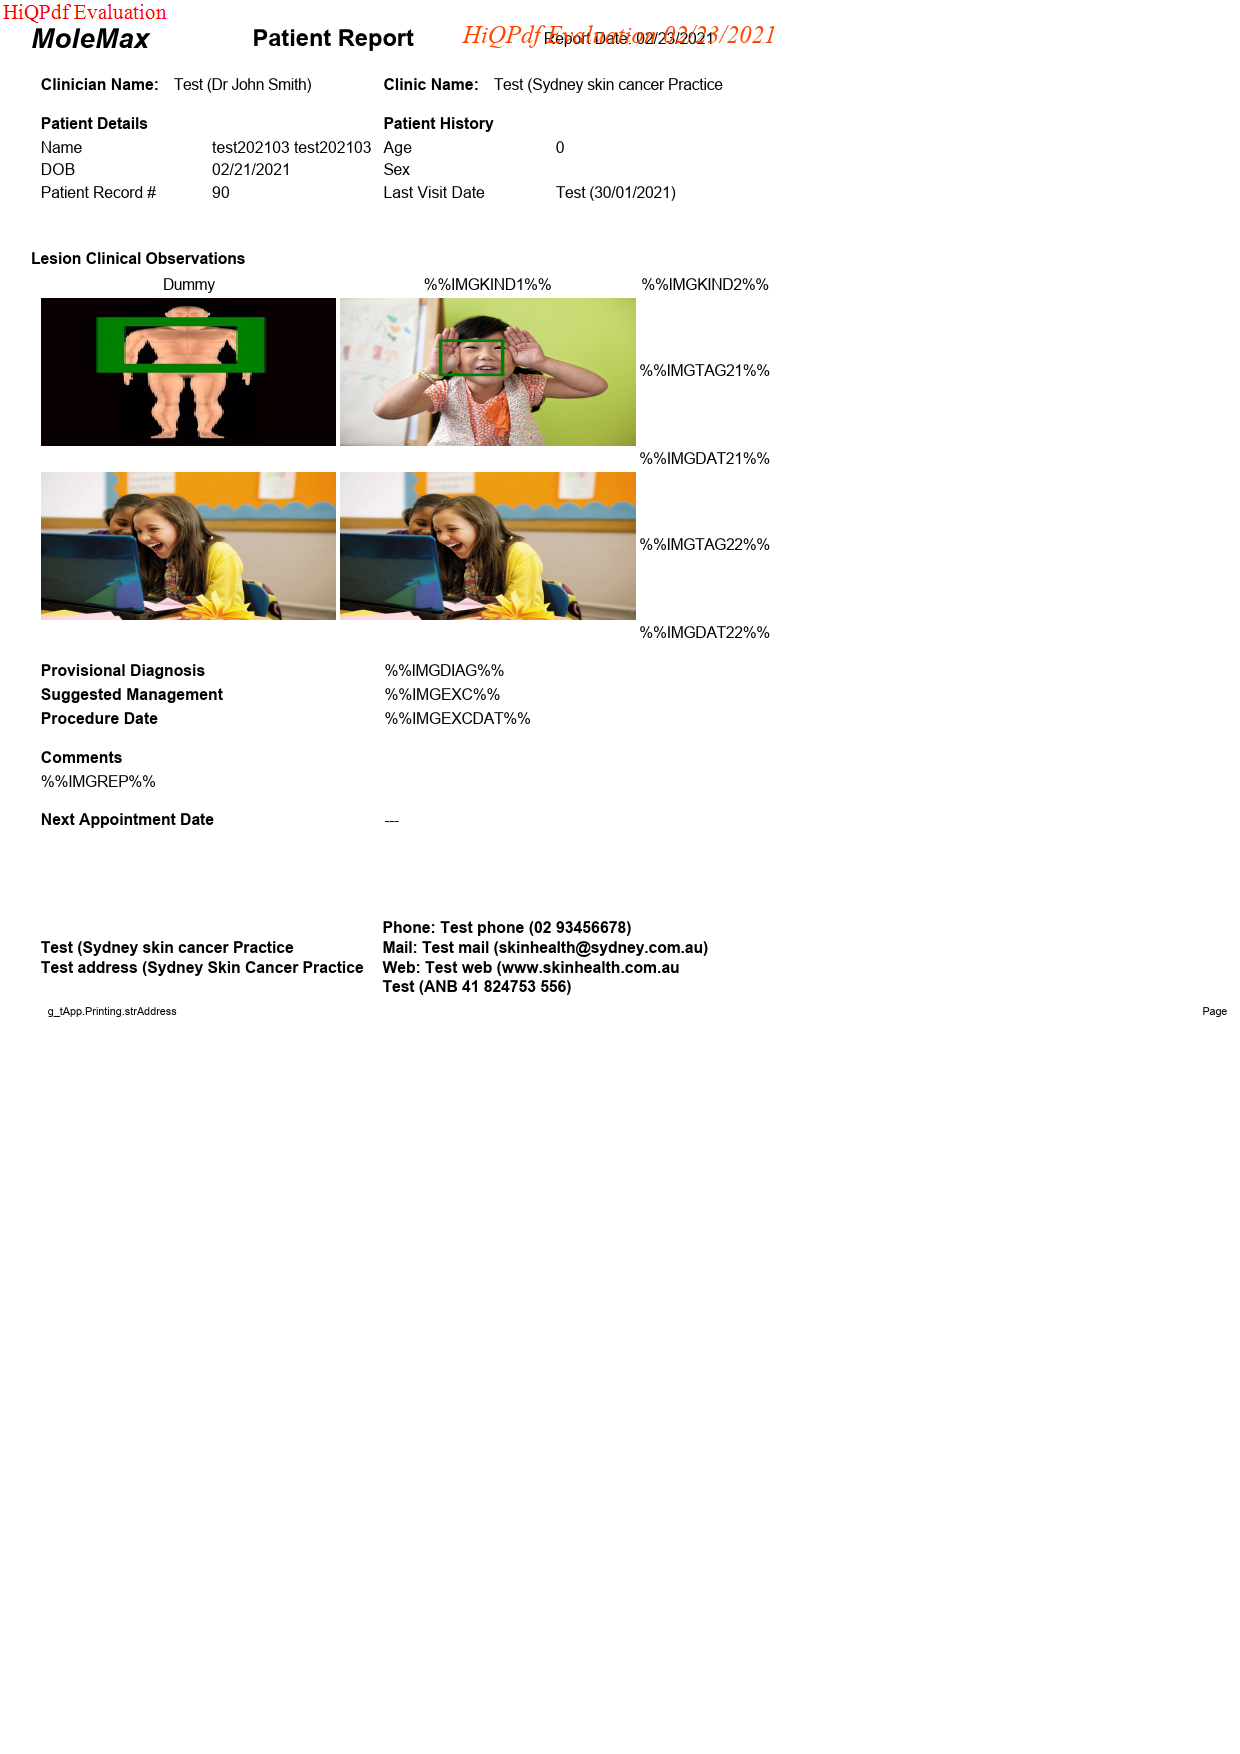 HiQPdf Evaluation
MoleMax Patient Report HiQPdf Evaluation 02/23/2021
Report Date: 02/23/2021
Clinician Name: Test (Dr John Smith) Clinic Name: Test (Sydney skin cancer Practice
Patient Details Patient History
Name test202103 test202103 Age 0
DOB 02/21/2021 Sex
Patient Record # 90 Last Visit Date Test (30/01/2021)
Lesion Clinical Observations
Dummy %%IMGKIND1%% %%IMGKIND2%%
%%IMGTAG21%%
%%IMGDAT21%%
%%IMGTAG22%%
%%IMGDAT22%%
Provisional Diagnosis %%IMGDIAG%%
Suggested Management %%IMGEXC%%
Procedure Date %%IMGEXCDAT%%
Comments
%%IMGREP%%
Next Appointment Date ---
Phone: Test phone (02 93456678)
Test (Sydney skin cancer Practice Mail: Test mail (skinhealth@sydney.com.au)
Test address (Sydney Skin Cancer Practice Web: Test web (www.skinhealth.com.au
Test (ANB 41 824753 556)
g_tApp.Printing.strAddress Page